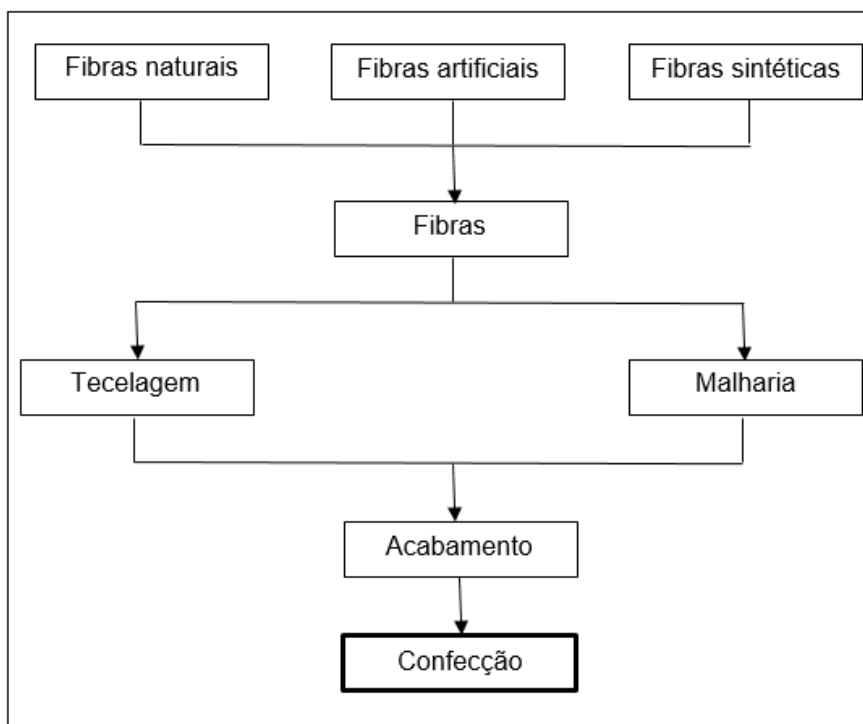 Fibras naturais
Fibras artificiais
Fibras sintéticas
Fibras
Tecelagem
Malharia
Acabamento
Confecção